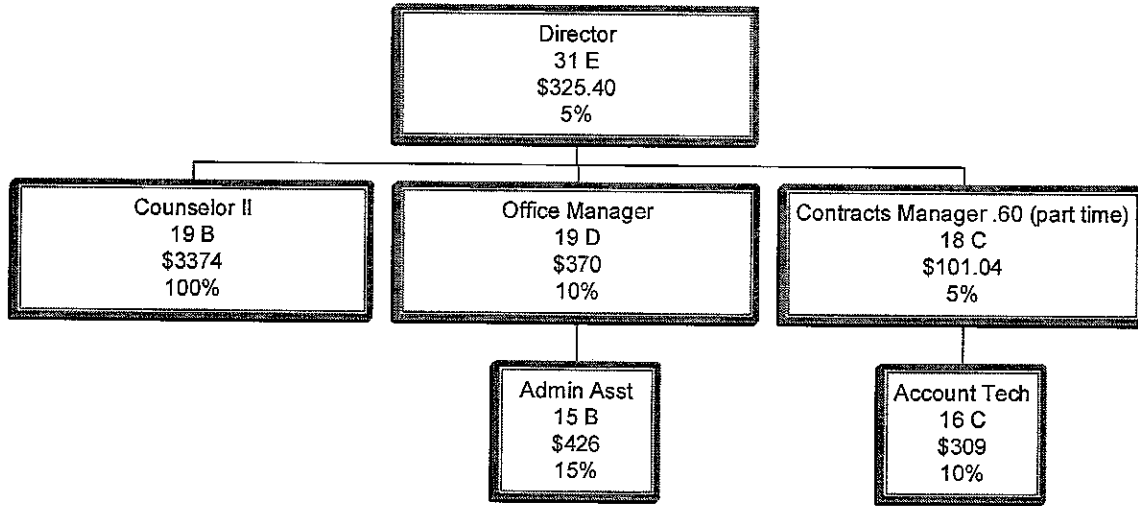 Director
31 E
$325.40
5%
Counselor II
19 B
$3374
100%
Office Manager
19 D
$370
10%
Contracts Manager .60 (part time)
18 C
$101.04
5%
Admin Asst
15 B
$426
15%
Account Tech
16 C
$309
10%